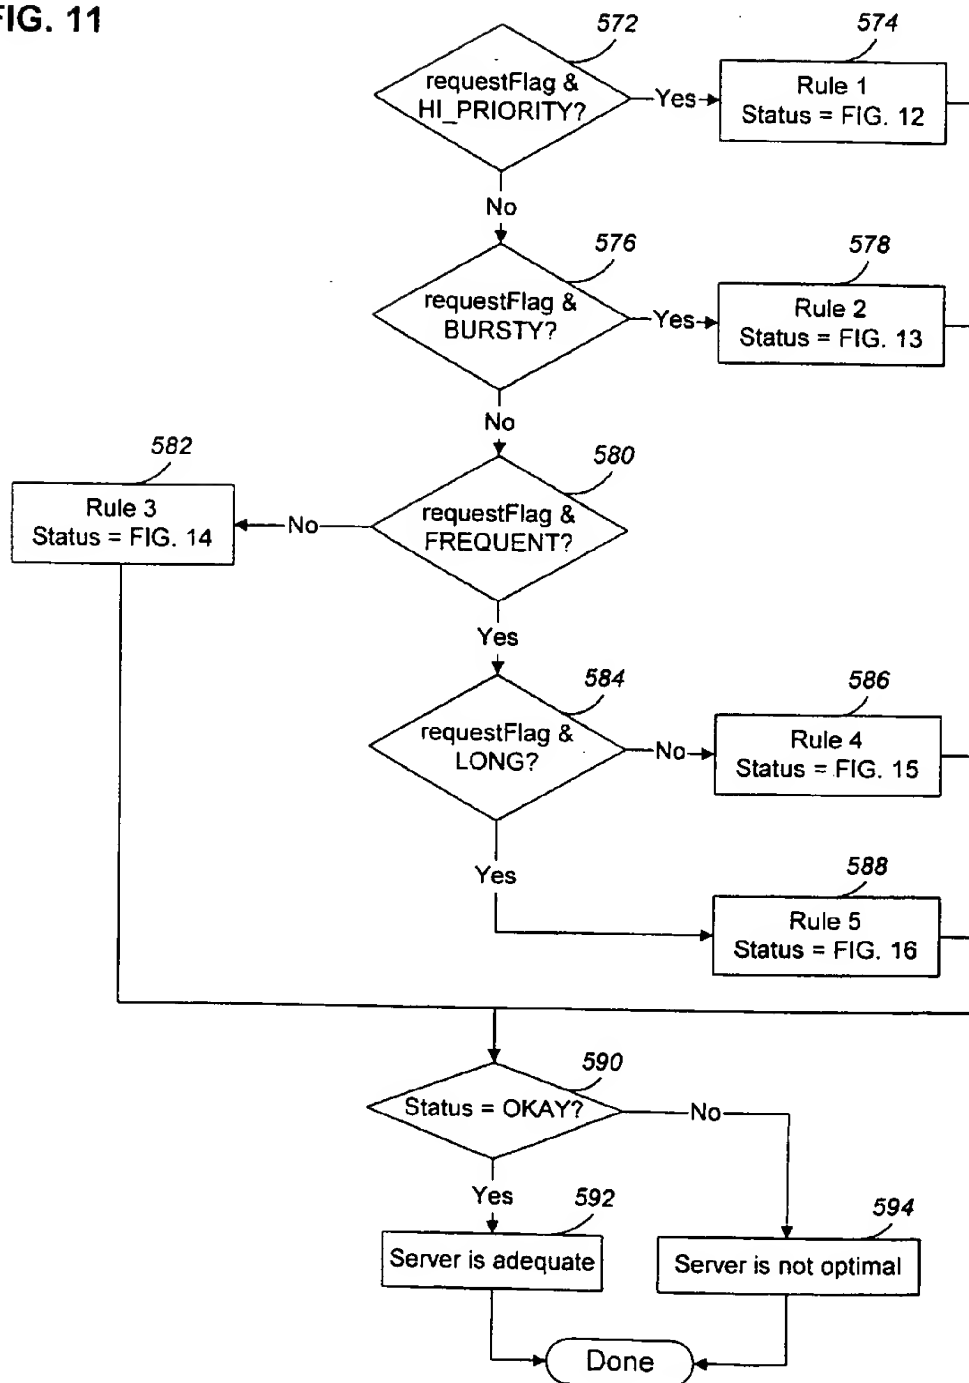 FIG. 11
572
574
requestFlag &
HI_PRIORITY?
Yes
Rule 1
Status = FIG. 12
No
576
578
requestFlag &
BURSTY?
Yes
Rule 2
Status = FIG. 13
No
582
580
Rule 3
Status = FIG. 14
No
requestFlag &
FREQUENT?
Yes
584
586
requestFlag &
LONG?
No
Rule 4
Status = FIG. 15
Yes
588
Rule 5
Status = FIG. 16
590
Status = OKAY?
No
Yes
592
594
Server is adequate
Server is not optimal
Done